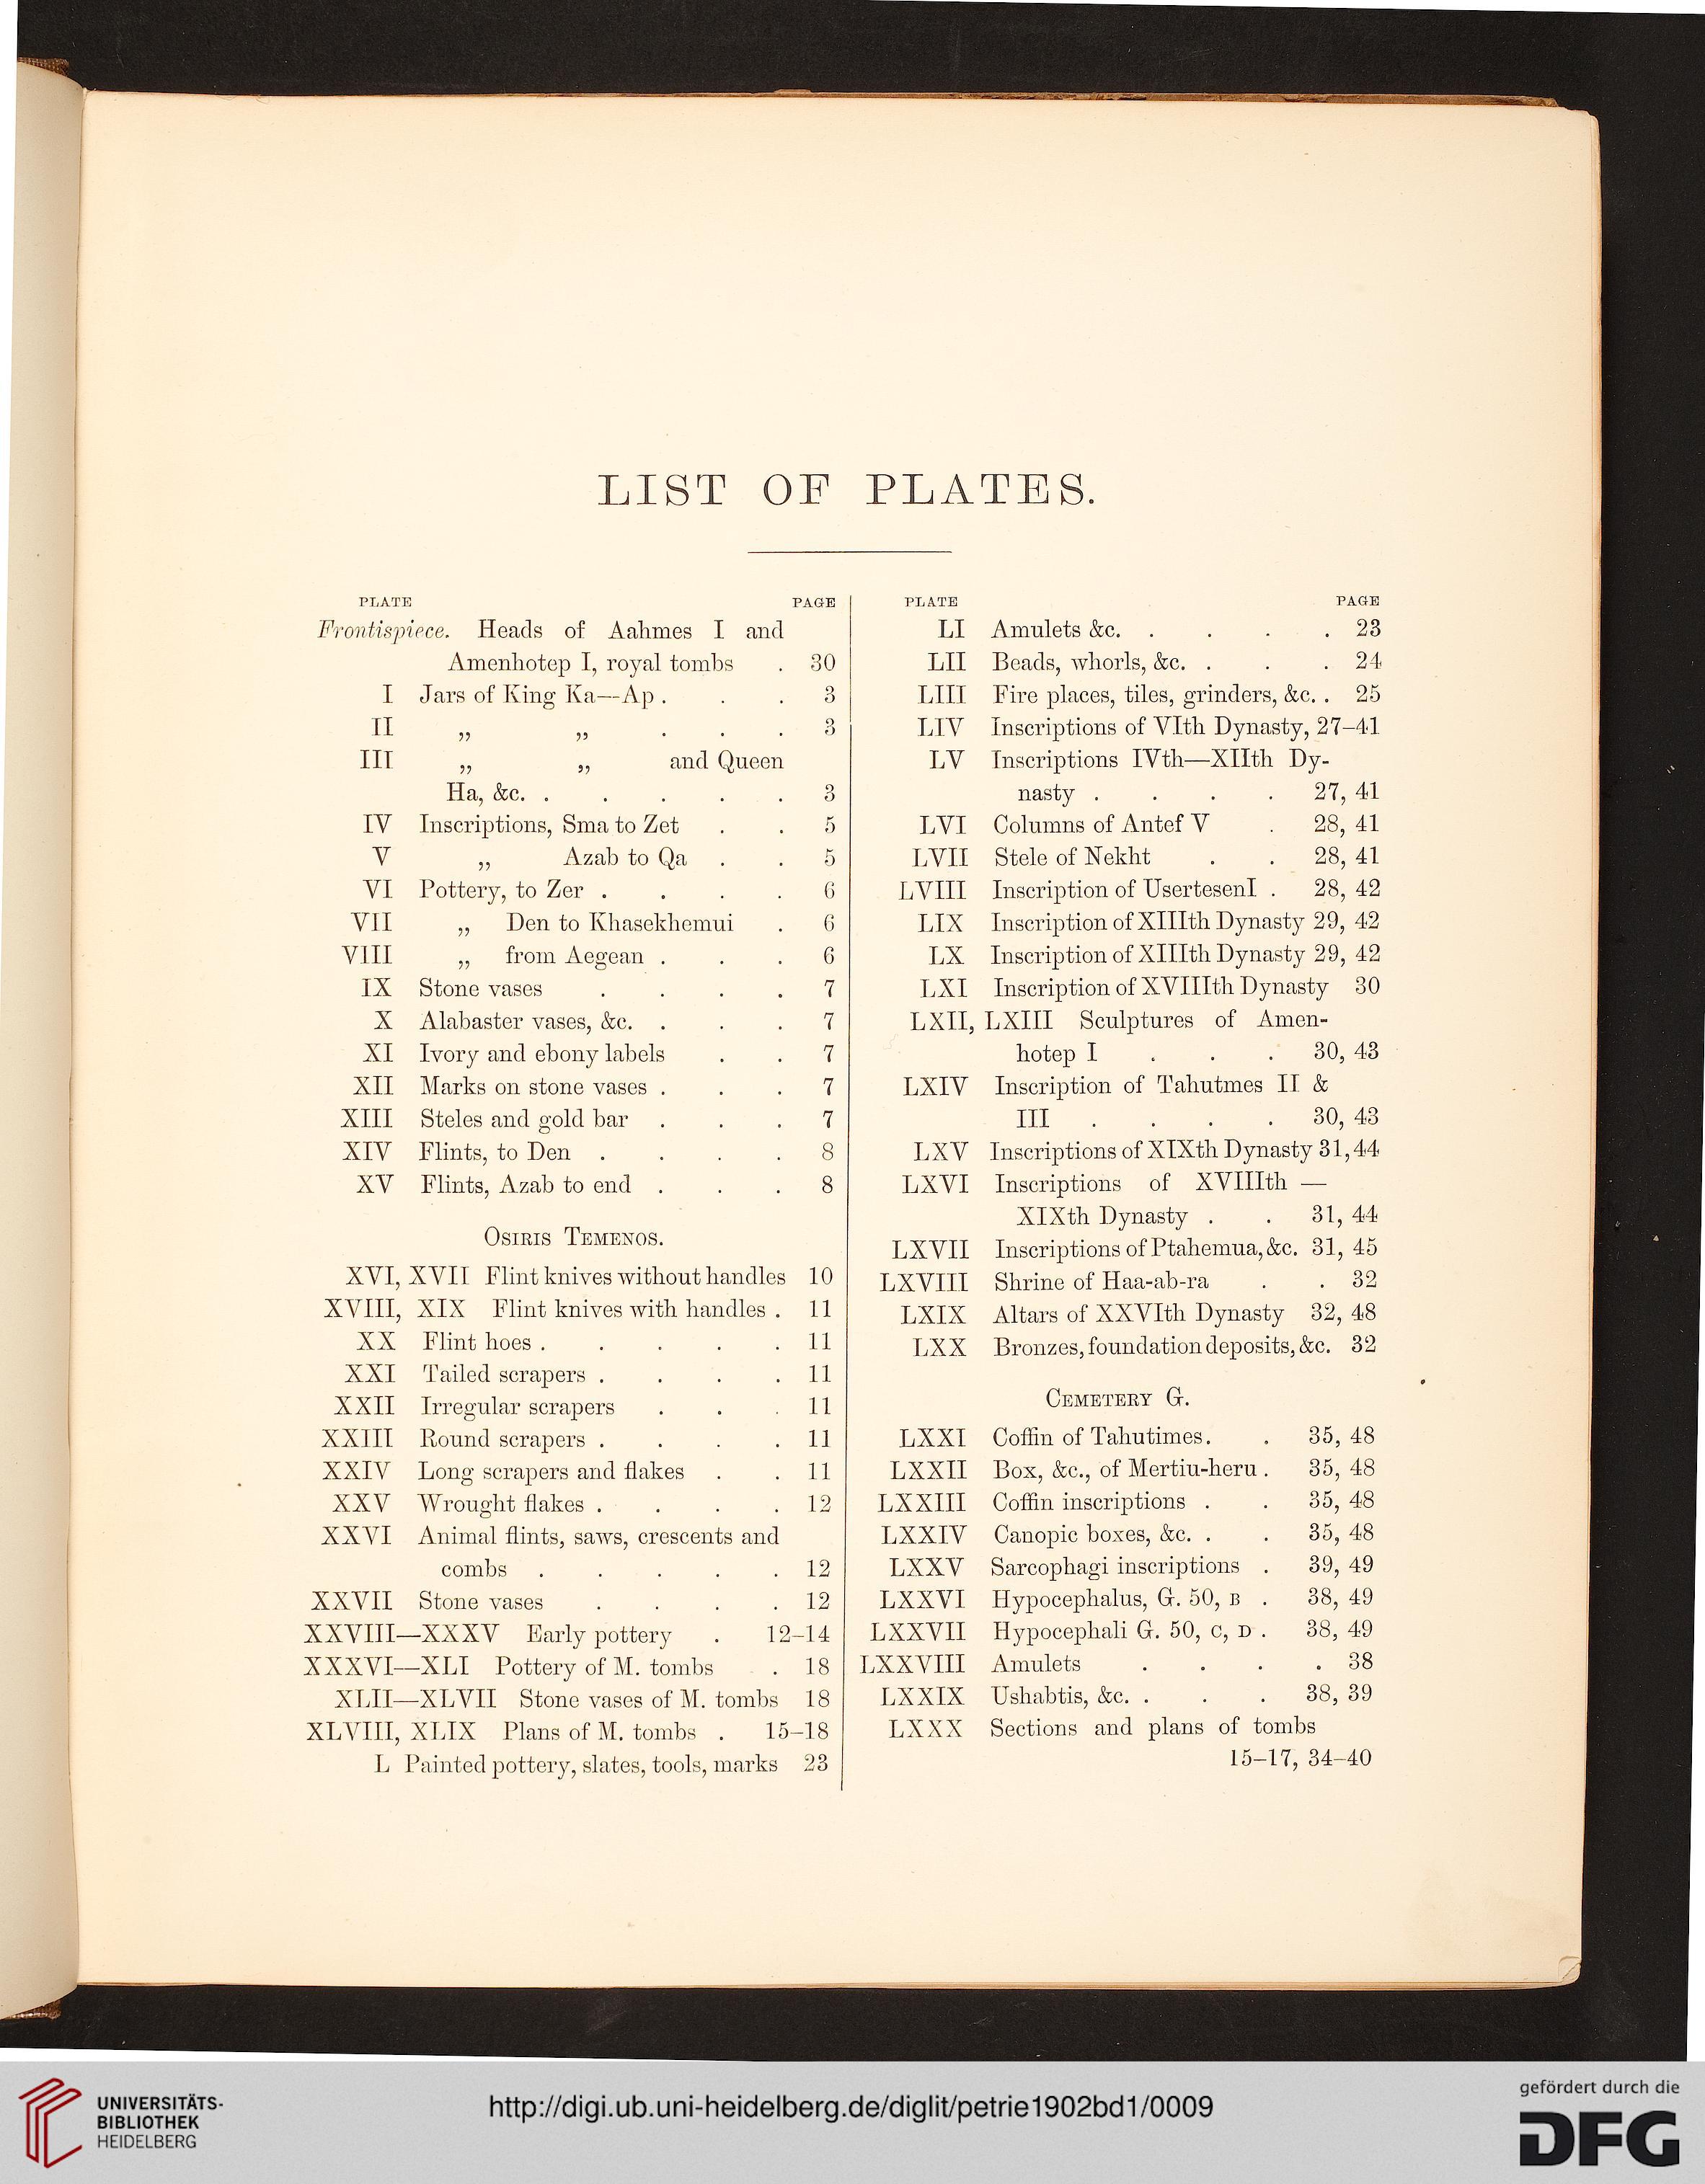 LIST OF PLATES.
PLATE PAGE
Frontispiece. Heads of Aahmes I and
Amenhotep I, royal tombs . 30
I Jars of King Ka—Ap . . . 3
II „ „ . . . 3
III „ „ and Queen
Ha, &c. . . . . . 3
IV Inscriptions, Sma to Zet . . 5
V „ Azab to Qa . . 5
VI Pottery, to Zer . . . . 6
VII „ Den to Khasekhemui . 6
VIII „ from Aegean . . . 6
IX Stone vases . . . . 7
X Alabaster vases, &c. . . . 7
XI Ivory and ebony labels . . 7
XII Marks on stone vases . . . 7
XIII Steles and gold bar . . . 7
XIV Flints, to Den . . . . 8
XV Flints, Azab to end . . . 8
OSIRIS TEMENOS.
XVI, XVII Flint knives without handles 10
XVIII, XIX Flint knives with handles . 11
XX Flint hoes . . . . . 11
XXI Tailed scrapers . . . . 11
XXII Irregular scrapers . . . 11
XXIII Round scrapers . . . . 11
XXIV Long scrapers and flakes . . 11
XXV Wrought flakes . . . . 12
XXVI Animal flints, saws, crescents and
combs . . . . . 12
XXVII Stone vases . . . . 12
XXVIII—XXXV Early pottery . 12–14
XXXVI—XLI Pottery of M. tombs . 18
XLII—XLVII Stone vases of M. tombs 18
XLVIII, XLIX Plans of M. tombs . 15–18
L Painted pottery, slates, tools, marks 23
PLATE PAGE
LI Amulets &c. . . . . 23
LII Beads, whorls, &c. . . . 24
LIII Fire places, tiles, grinders, &c. . 25
LIV Inscriptions of VIth Dynasty, 27–41
LV Inscriptions IVth—XIIth Dy-
nasty . . . . 27, 41
LVI Columns of Antef V . 28, 41
LVII Stele of Nekht . . 28, 41
LVIII Inscription of UsertesenI . 28, 42
LIX Inscription of XIIIth Dynasty 29, 42
LX Inscription of XIIIth Dynasty 29, 42
LXI Inscription of XVIIIth Dynasty 30
LXII, LXIII Sculptures of Amen-
hotep I . . . 30, 43
LXIV Inscription of Tahutmes II &
III . . . . 30, 43
LXV Inscriptions of XIXth Dynasty 31, 44
LXVI Inscriptions of XVIIIth —
XIXth Dynasty . . 31, 44
LXVII Inscriptions of Ptahemua, &c. 31, 45
LXVIII Shrine of Haa-ab-ra . . 32
LXIX Altars of XXVIth Dynasty 32, 48
LXX Bronzes, foundation deposits, &c. 32
CEMETERY G.
LXXI Coffin of Tahutimes . . 35, 48
LXXII Box, &c., of Mertiu-heru . 35, 48
LXXIII Coffin inscriptions . . 35, 48
LXXIV Canopic boxes, &c. . . 35, 48
LXXV Sarcophagi inscriptions . 39, 49
LXXVI Hypocephalus, G. 50, B . 38, 49
LXXVII Hypocephali G. 50, C, D . 38, 49
LXXVIII Amulets . . . . 38
LXXIX Ushabtis, &c. . . . 38, 39
LXXX Sections and plans of tombs
15–17, 34–40
UNIVERSITÄTS-
BIBLIOTHEK
HEIDELBERG
http://digi.ub.uni-heidelberg.de/diglit/petrie1902bd1/0009
gefördert durch die
DFG